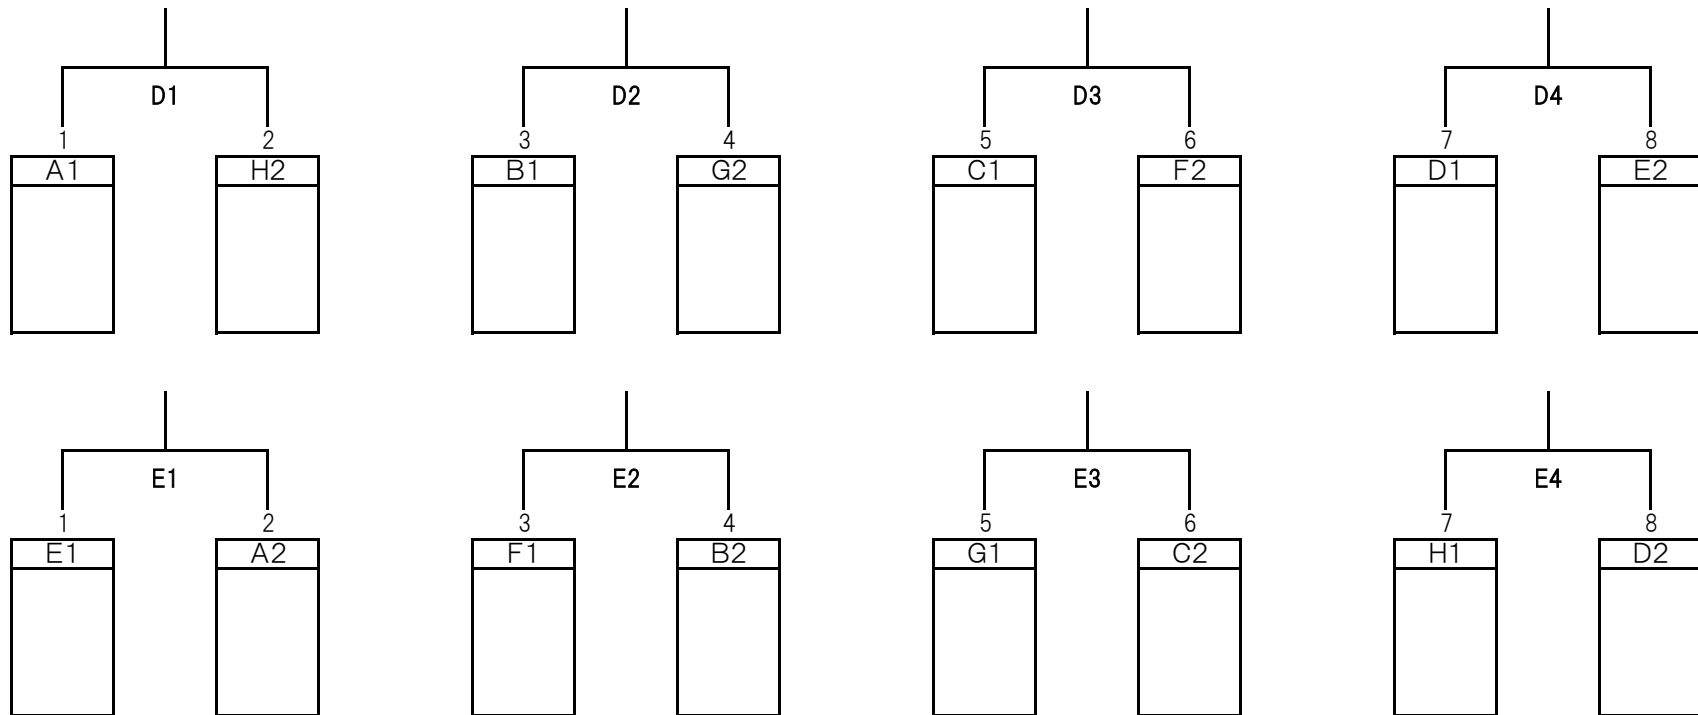 D1 D2 D3 D4
1 2 3 4 5 6 7 8
A1 H2 B1 G2 C1 F2 D1 E2
E1 E2 E3 E4
1 2 3 4 5 6 7 8
E1 A2 F1 B2 G1 C2 H1 D2